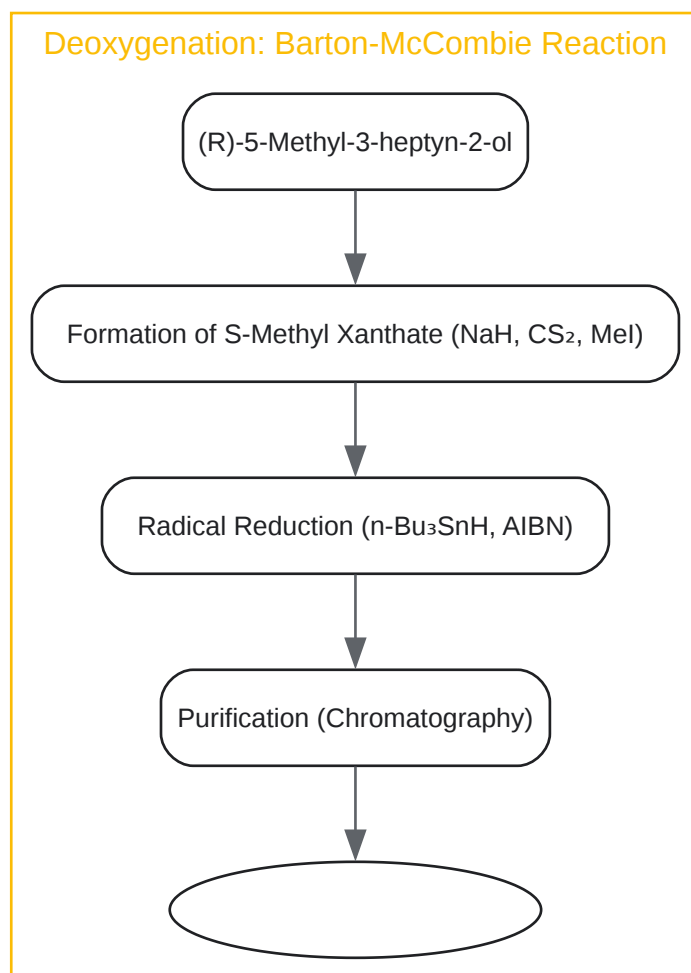 Deoxygenation: Barton-McCombie Reaction
(R)-5-Methyl-3-heptyn-2-ol
Formation of S-Methyl Xanthate (NaH, CS₂, MeI)
Radical Reduction (n-Bu₃SnH, AIBN)
Purification (Chromatography)